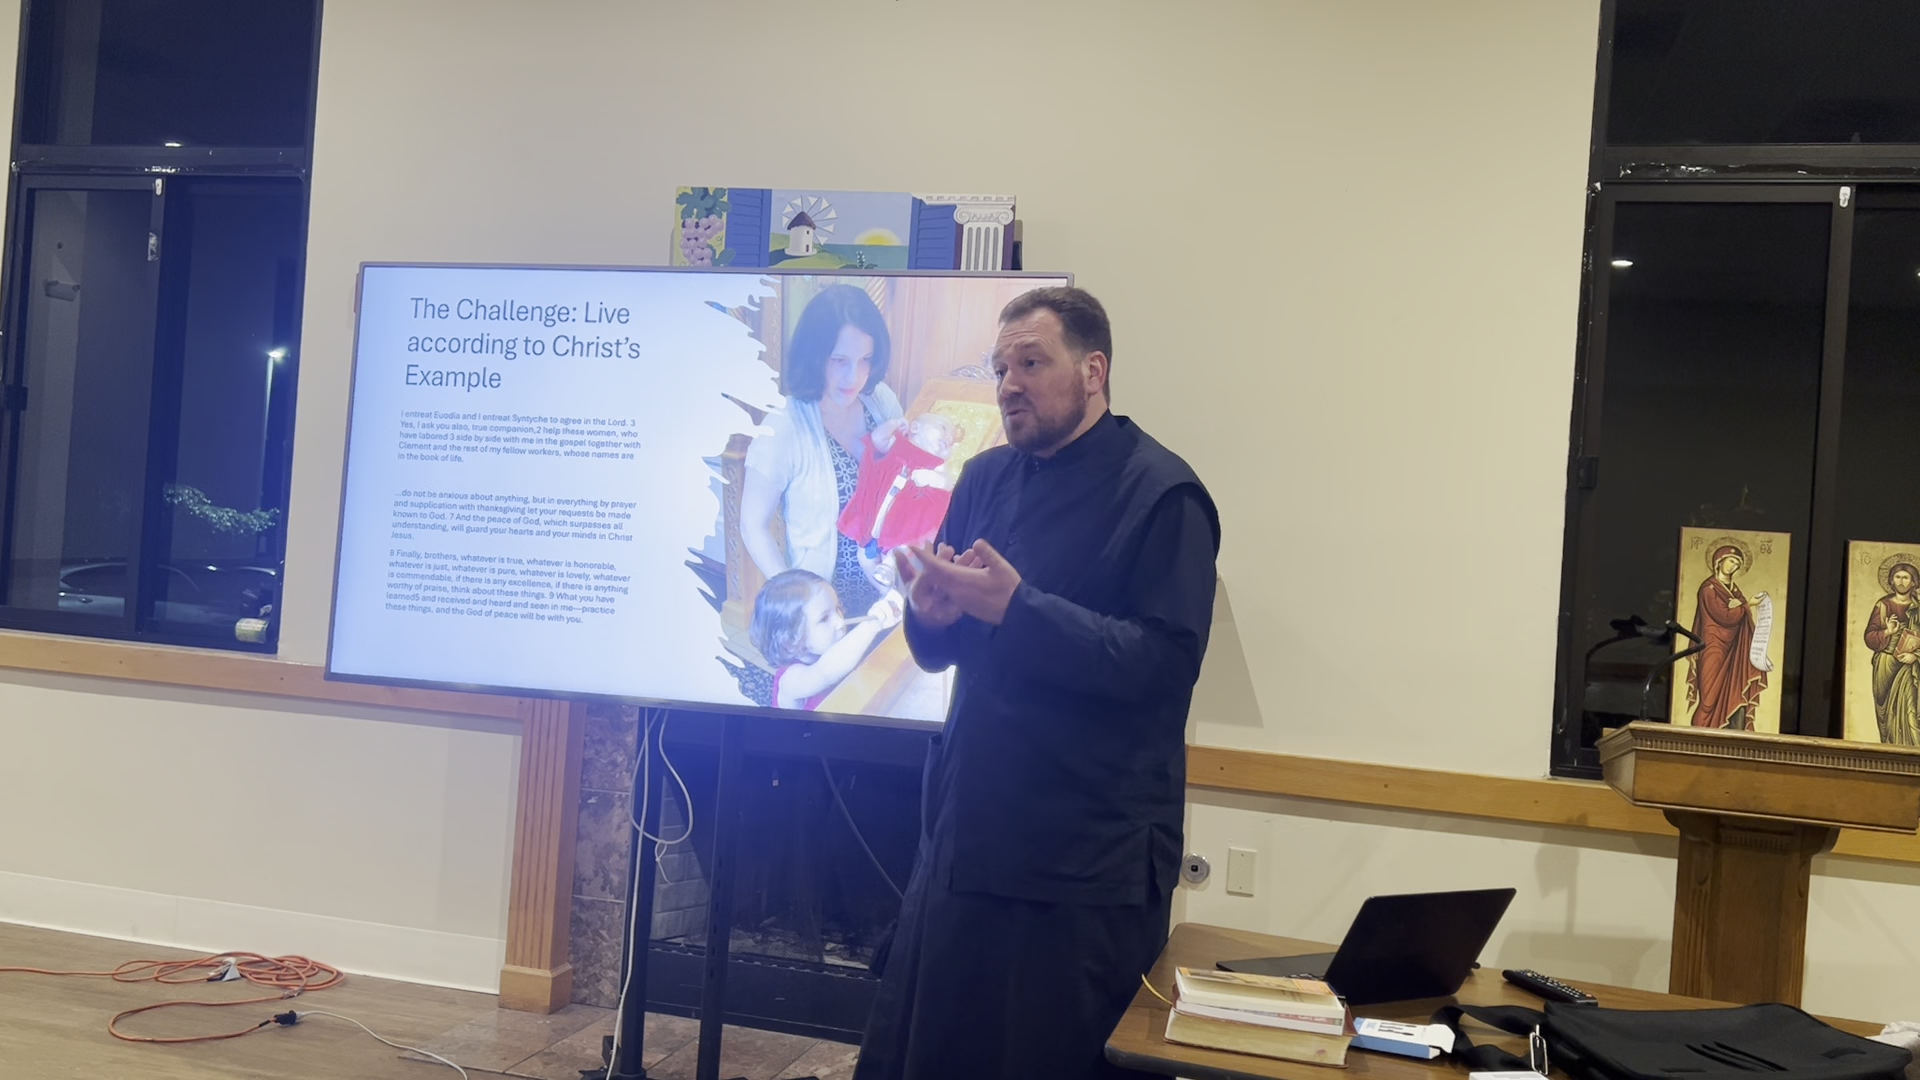 The Challenge: Live
according to Christ's
Example
I entreat Euodia and I entreat Syntyche to agree in the Lord. 3
Yes, I ask you also, true companion,2 help these women, who
have labored 3 side by side with me in the gospel together with
Clement and the rest of my fellow workers, whose names are
in the book of life.
...do not be anxious about anything, but in everything by prayer
and supplication with thanksgiving let your requests be made
known to God. 7 And the peace of God, which surpasses all
understanding, will guard your hearts and your minds in Christ
Jesus.
8 Finally, brothers, whatever is true, whatever is honorable,
whatever is just, whatever is pure, whatever is lovely, whatever
is commendable, if there is any excellence, if there is anything
worthy of praise, think about these things. 9 What you have
learned5 and received and heard and seen in me—practice
these things, and the God of peace will be with you.